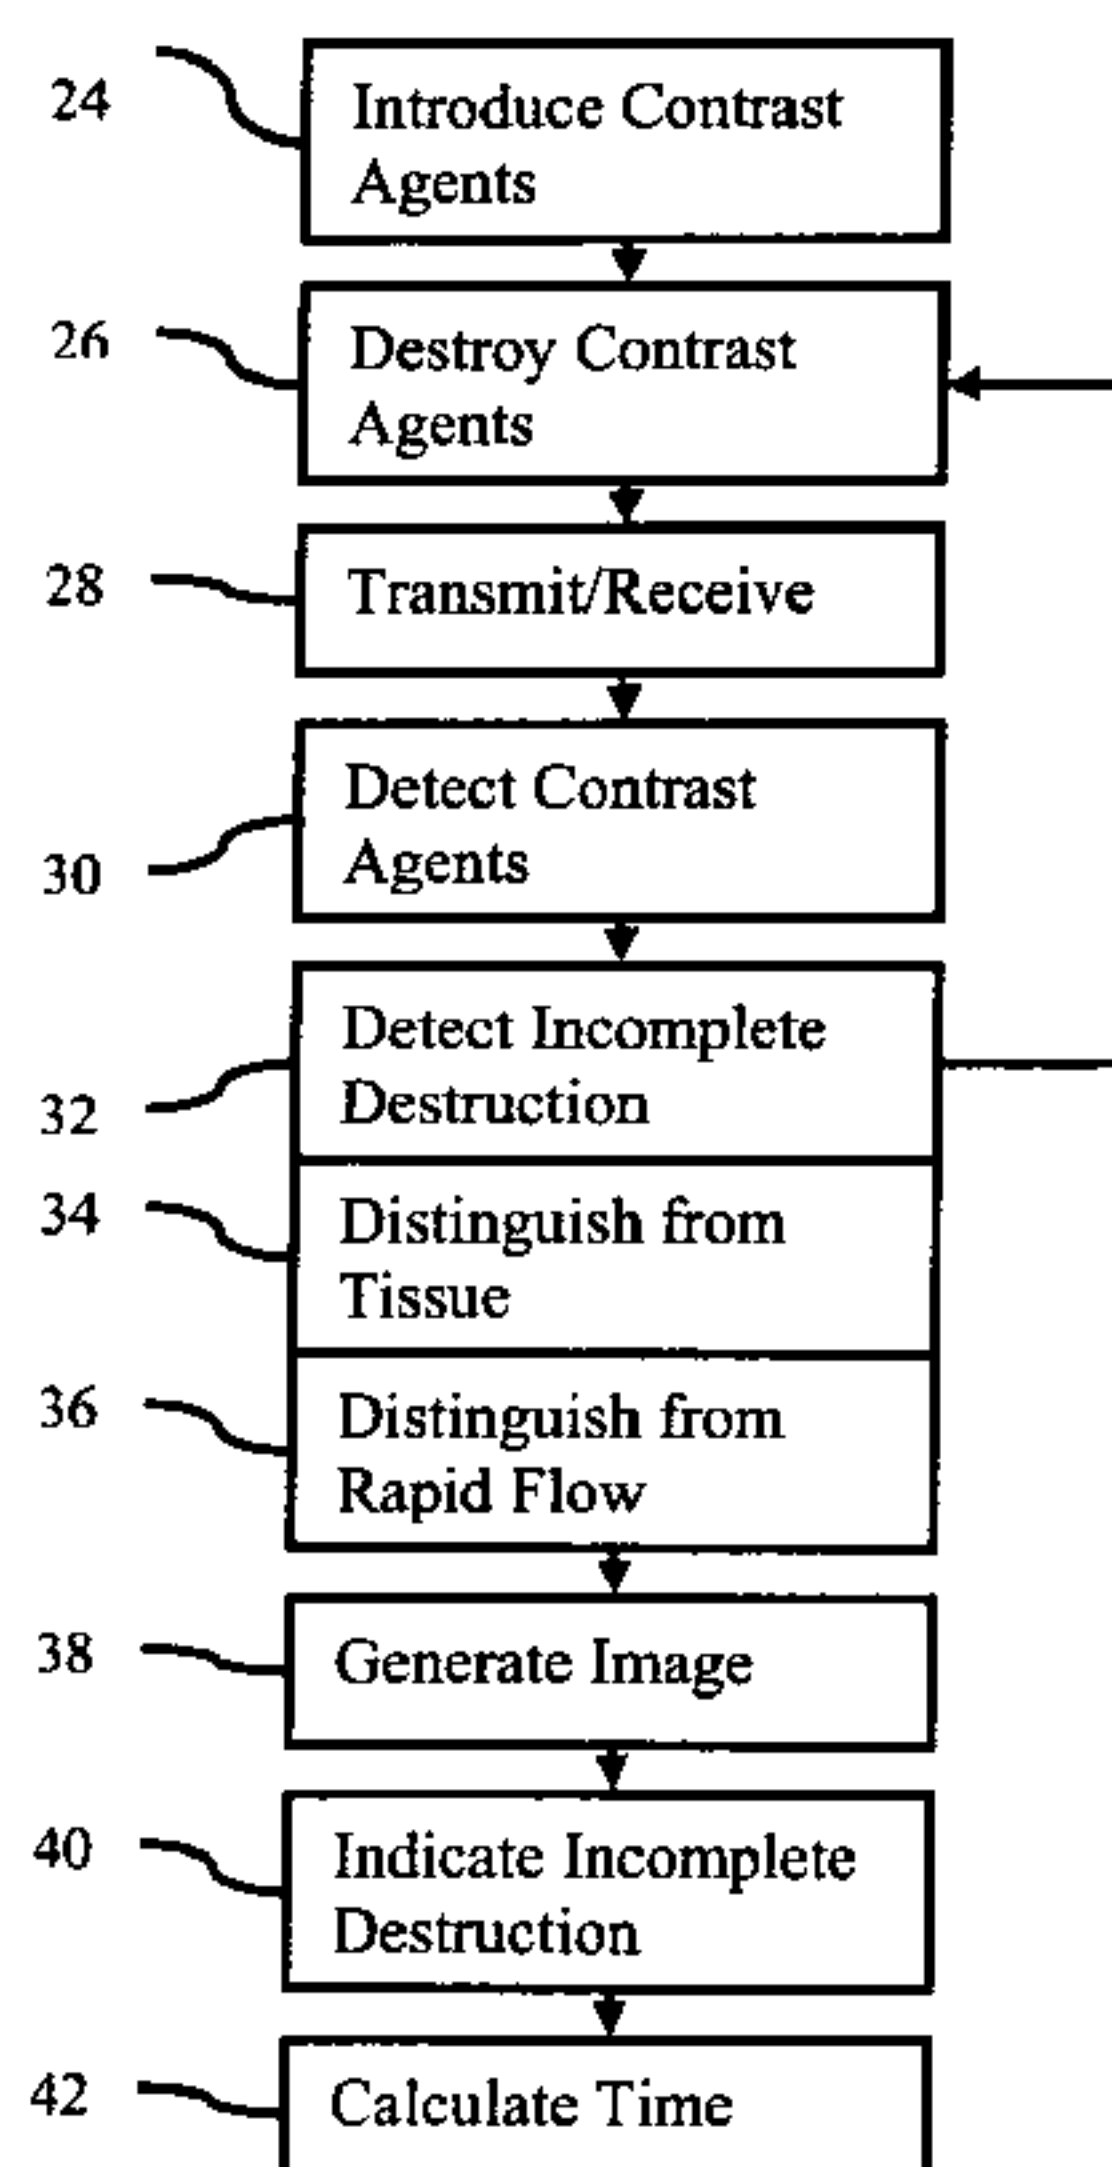 24
Introduce Contrast
Agents
26
Destroy Contrast
Agents
28
Transmit/Receive
30
Detect Contrast
Agents
32
Detect Incomplete
Destruction
34
Distinguish from
Tissue
36
Distinguish from
Rapid Flow
38
Generate Image
40
Indicate Incomplete
Destruction
42
Calculate Time